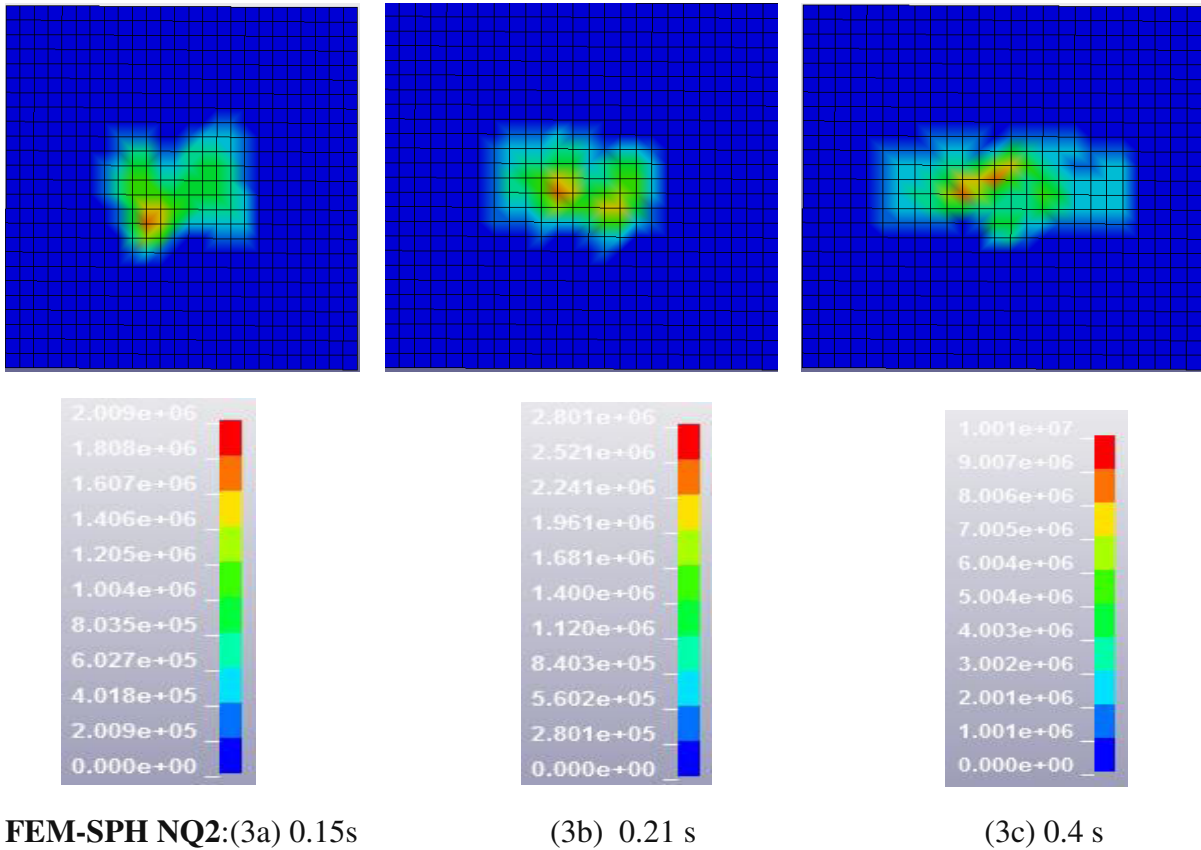 2.009e+06
1.808e+06
1.607e+06
1.406e+06
1.205e+06
1.004e+06
8.035e+05
6.027e+05
4.018e+05
2.009e+05
0.000e+00
2.801e+06
2.521e+06
2.241e+06
1.961e+06
1.681e+06
1.400e+06
1.120e+06
8.403e+05
5.602e+05
2.801e+05
0.000e+00
1.001e+07
9.007e+06
8.006e+06
7.005e+06
6.004e+06
5.004e+06
4.003e+06
3.002e+06
2.001e+06
1.001e+06
0.000e+00
FEM-SPH NQ2:(3a) 0.15s (3b) 0.21 s (3c) 0.4 s